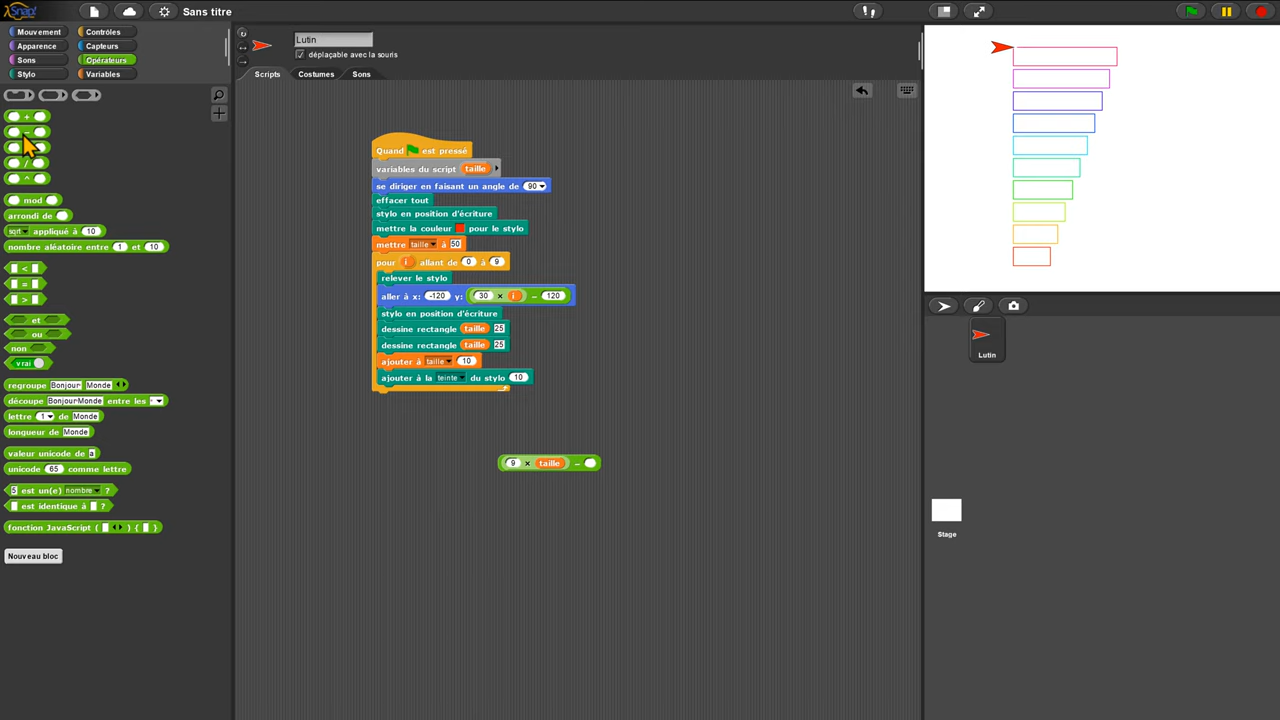 Snap! Sans titre
Mouvement Contrôles
Apparence Capteurs
Sons Opérateurs
Stylo Variables
+
−
/
^
mod
arrondi de
sqrt appliqué à 10
nombre aléatoire entre 1 et 10
<
=
>
et
ou
non
vrai
regroupe Bonjour Monde
découpe Bonjour Monde entre les
lettre 1 de Monde
longueur de Monde
valeur unicode de a
unicode 65 comme lettre
5 est un(e) nombre ?
est identique à ?
fonction JavaScript ( ) { }
Nouveau bloc
Lutin
déplaçable avec la souris
Scripts Costumes Sons
Quand est pressé
variables du script taille
se diriger en faisant un angle de 90
effacer tout
stylo en position d'écriture
mettre la couleur pour le stylo
mettre taille à 50
pour i allant de 0 à 9
relever le stylo
aller à x: -120 y: 30 × i − 120
stylo en position d'écriture
dessine rectangle taille 25
dessine rectangle taille 25
ajouter à taille 10
ajouter à la teinte du stylo 10
9 × taille −
Lutin
Stage